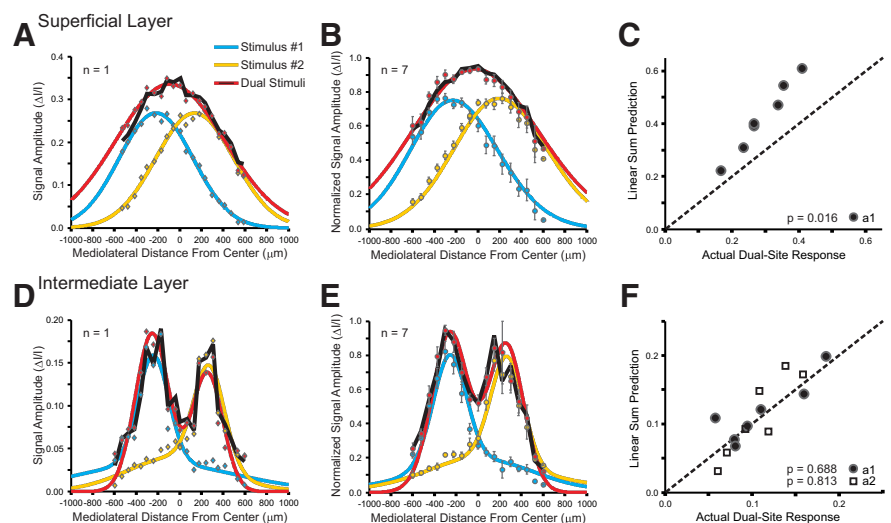 Superficial Layer
A
Signal Amplitude (ΔI/I)
0.4
0.3
0.2
0.1
0.0
n = 1
Stimulus #1
Stimulus #2
Dual Stimuli
-1000 -800 -600 -400 -200 0 200 400 600 800 1000
Mediolateral Distance From Center (μm)
B
Normalized Signal Amplitude (ΔI/I)
1.0
0.8
0.6
0.4
0.2
0.0
n = 7
-1000 -800 -600 -400 -200 0 200 400 600 800 1000
Mediolateral Distance From Center (μm)
C
Linear Sum Prediction
0.6
0.4
0.2
0.0
0.0 0.2 0.4 0.6
p = 0.016
a1
Actual Dual-Site Response
Intermediate Layer
D
Signal Amplitude (ΔI/I)
0.20
0.15
0.10
0.05
0.00
n = 1
-1000 -800 -600 -400 -200 0 200 400 600 800 1000
Mediolateral Distance From Center (μm)
E
Normalized Signal Amplitude (ΔI/I)
1.0
0.8
0.6
0.4
0.2
0.0
n = 7
-1000 -800 -600 -400 -200 0 200 400 600 800 1000
Mediolateral Distance From Center (μm)
F
Linear Sum Prediction
0.2
0.1
0.0
0.0 0.1 0.2
p = 0.688
a1
p = 0.813
a2
Actual Dual-Site Response